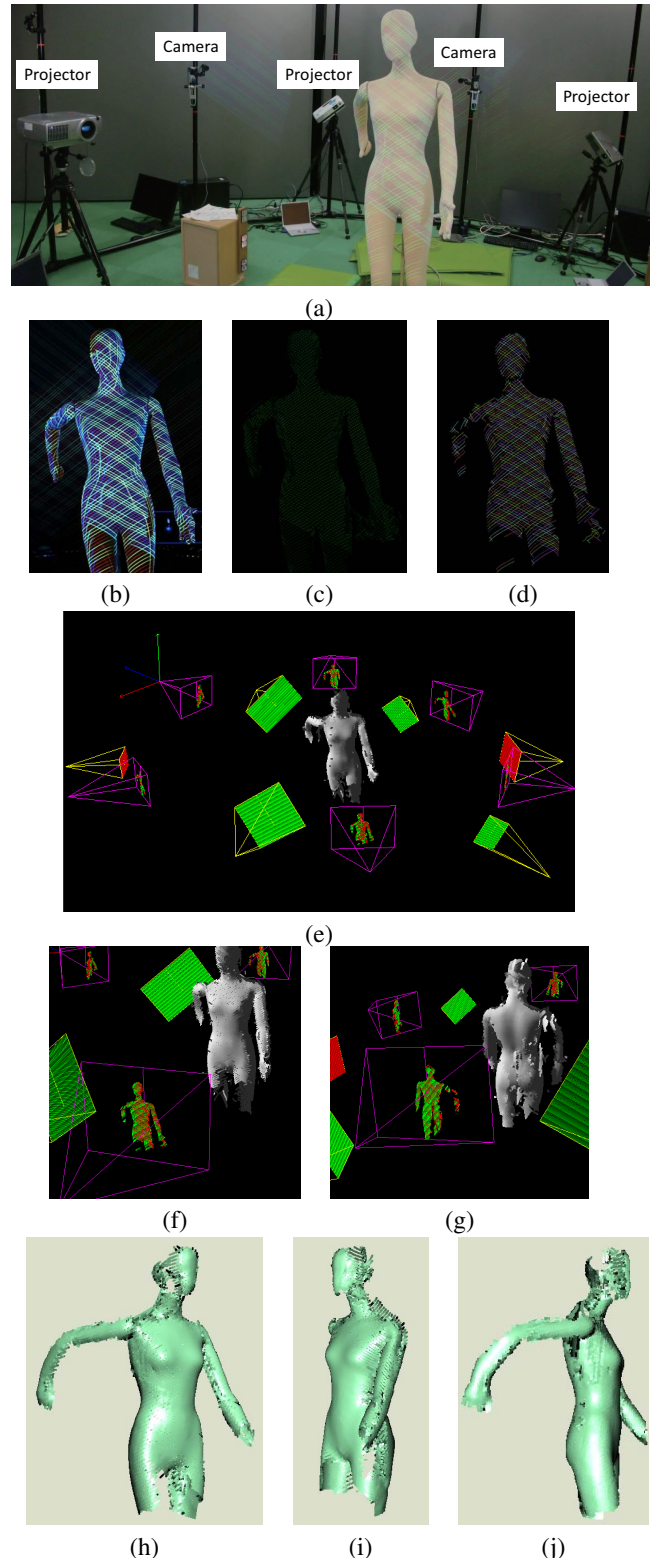 Projector
Camera
Projector
Camera
Projector
(a)
(b)
(c)
(d)
(e)
(f)
(g)
(h)
(i)
(j)